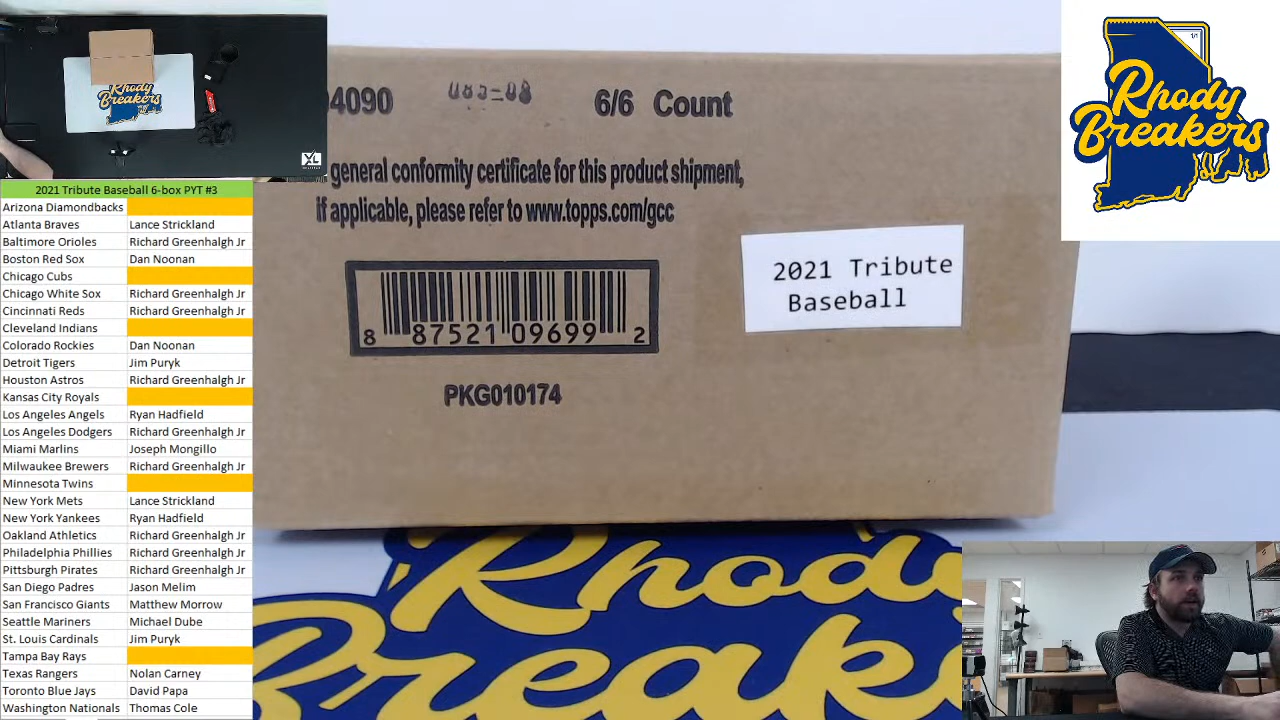 Rhody
Breakers
XL
2021 Tribute Baseball 6-box PYT #3
Arizona Diamondbacks
Atlanta Braves Lance Strickland
Baltimore Orioles Richard Greenhalgh Jr
Boston Red Sox Dan Noonan
Chicago Cubs
Chicago White Sox Richard Greenhalgh Jr
Cincinnati Reds Richard Greenhalgh Jr
Cleveland Indians
Colorado Rockies Dan Noonan
Detroit Tigers Jim Puryk
Houston Astros Richard Greenhalgh Jr
Kansas City Royals
Los Angeles Angels Ryan Hadfield
Los Angeles Dodgers Richard Greenhalgh Jr
Miami Marlins Joseph Mongillo
Milwaukee Brewers Richard Greenhalgh Jr
Minnesota Twins
New York Mets Lance Strickland
New York Yankees Ryan Hadfield
Oakland Athletics Richard Greenhalgh Jr
Philadelphia Phillies Richard Greenhalgh Jr
Pittsburgh Pirates Richard Greenhalgh Jr
San Diego Padres Jason Melim
San Francisco Giants Matthew Morrow
Seattle Mariners Michael Dube
St. Louis Cardinals Jim Puryk
Tampa Bay Rays
Texas Rangers Nolan Carney
Toronto Blue Jays David Papa
Washington Nationals Thomas Cole
4090 6/6 Count
general conformity certificate for this product shipment,
if applicable, please refer to www.topps.com/gcc
8 87521 09699 2
PKG010174
2021 Tribute
Baseball
Rhody
Breake
1/1
Rhody
Breakers